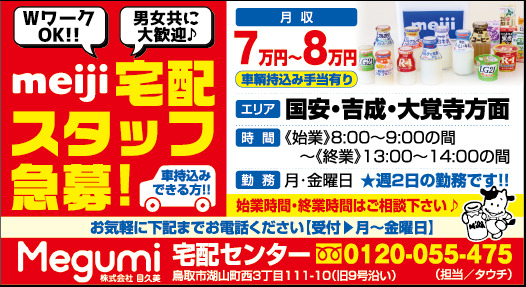 Wワーク
OK!!
男女共に
大歓迎♪
meiji 宅配
スタッフ
急募!
車持込み
できる方!!
月収
7万円〜8万円
車輌持込み手当有り
meiji
エリア 国安・吉成・大覚寺方面
時間 《始業》8:00〜9:00の間
〜《終業》13:00〜14:00の間
勤務 月・金曜日 ★週2日の勤務です!!
始業時間・終業時間はご相談下さい♪
お気軽に下記までお電話ください【受付▶月〜金曜日】
Megumi
株式会社 目久美
宅配センター 0120-055-475
鳥取市湖山町西3丁目111-10(旧9号沿い) (担当/タウチ)